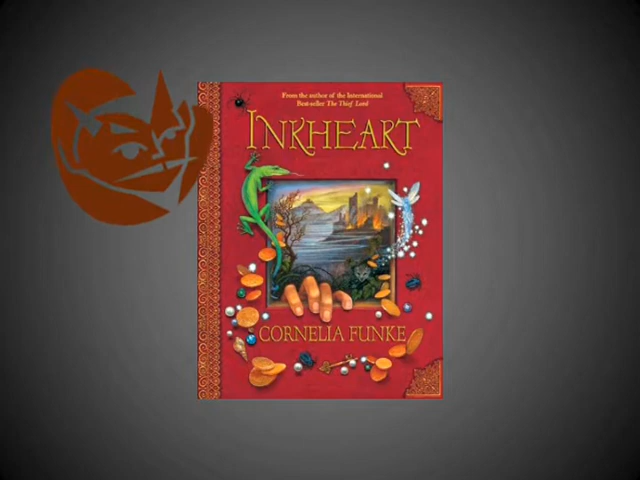 From the author of the International
Best-seller The Thief Lord
INKHEART
CORNELIA FUNKE